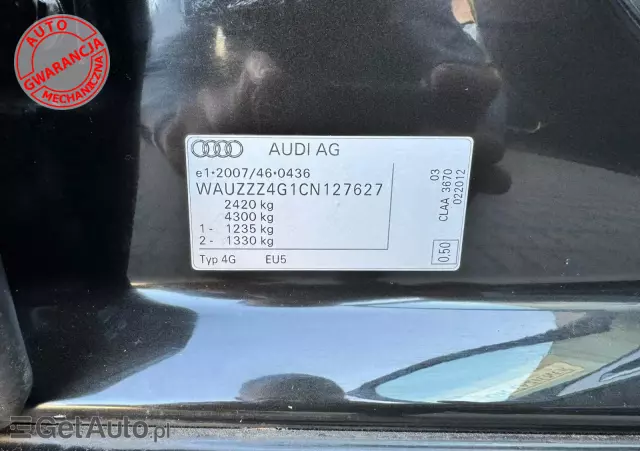 AUTO
GWARANCJA
MECHANICZNA
AUDI AG
e1*2007/46*0436
WAUZZZ4G1CN127627
2420 kg
4300 kg
1- 1235 kg
2- 1330 kg
Typ 4G EU5
03
CLAA 3670
022012
0.50
GetAuto.pl